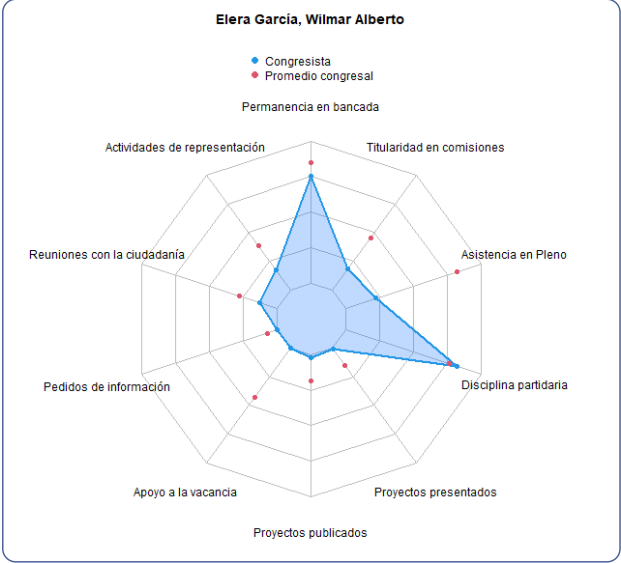 Elera García, Wilmar Alberto
Congresista
Promedio congresal
Permanencia en bancada
Actividades de representación
Titularidad en comisiones
Reuniones con la ciudadanía
Asistencia en Pleno
Pedidos de información
Disciplina partidaria
Apoyo a la vacancia
Proyectos presentados
Proyectos publicados